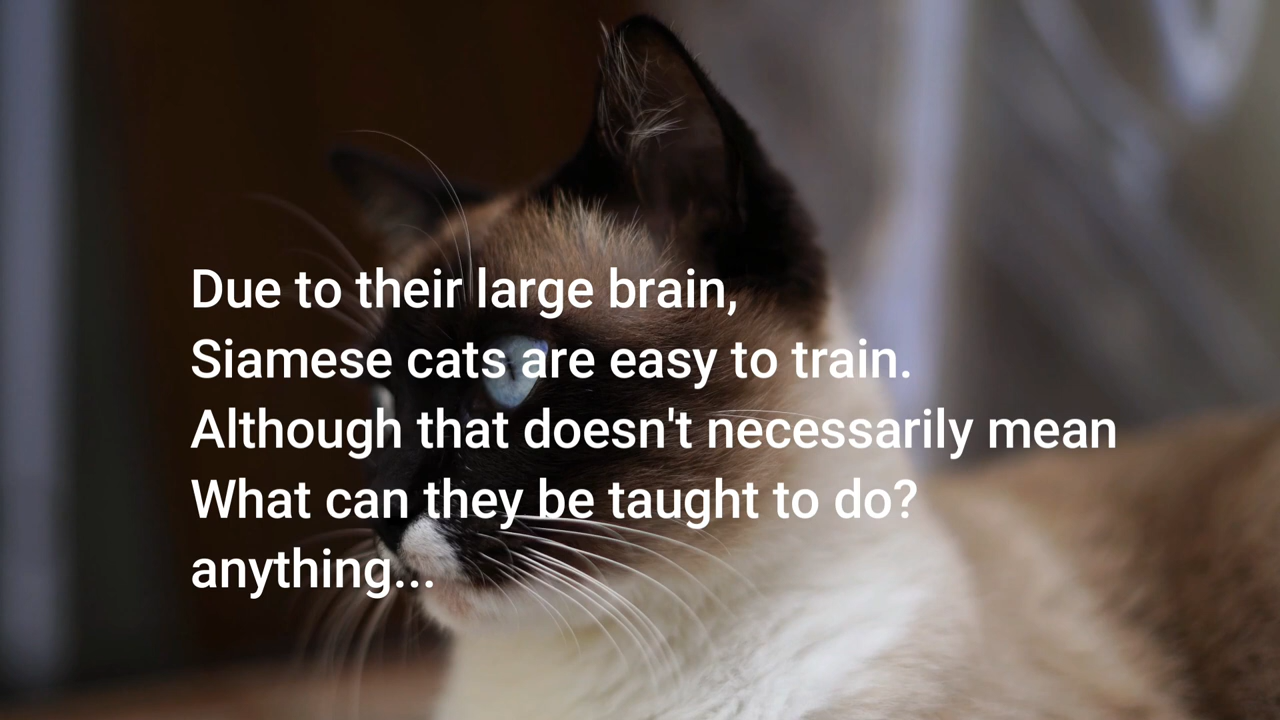 Due to their large brain,
Siamese cats are easy to train.
Although that doesn't necessarily mean
What can they be taught to do?
anything...